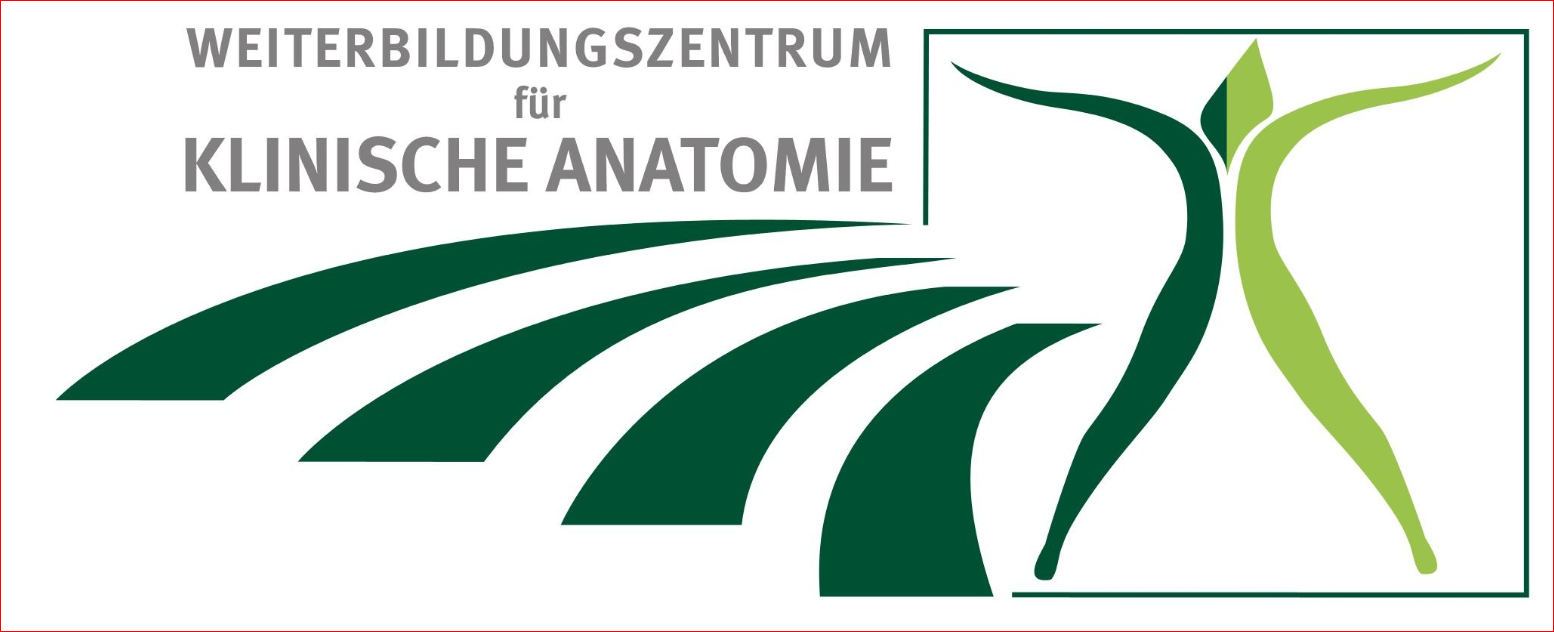 WEITERBILDUNGSZENTRUM
für
KLINISCHE ANATOMIE